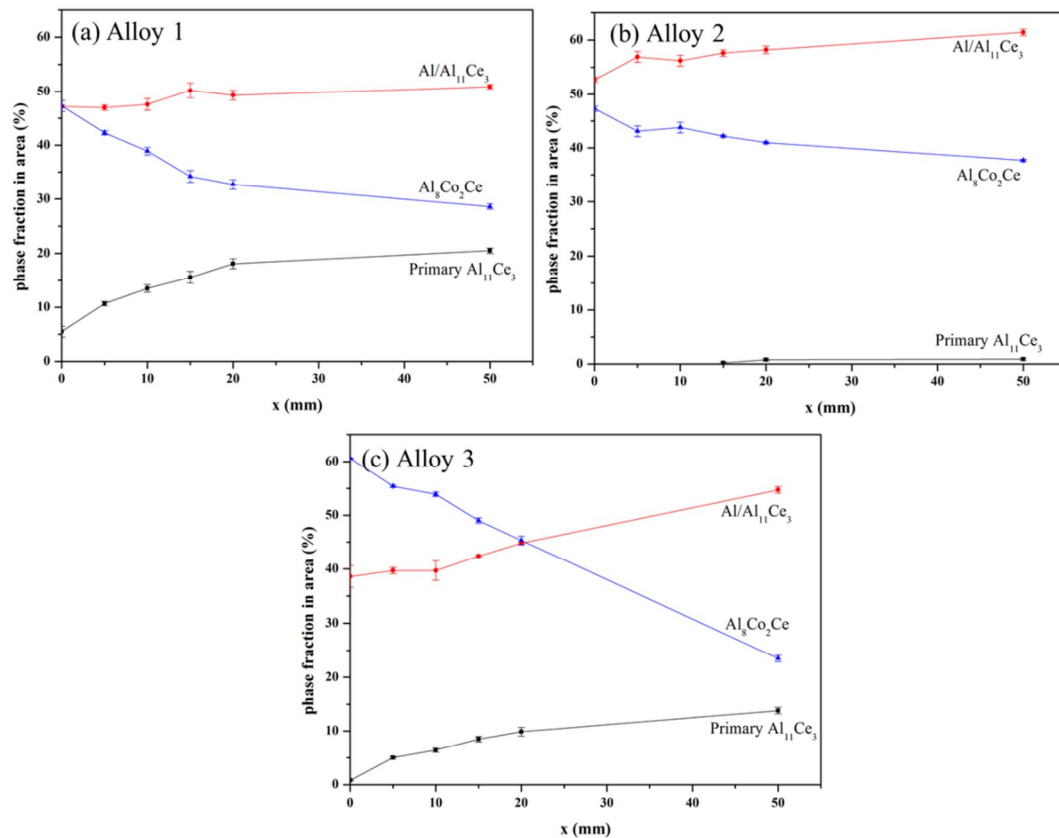 (a) Alloy 1
phase fraction in area (%)
60
50
40
30
20
10
0
Al/Al₁₁Ce₃
Al₈Co₂Ce
Primary Al₁₁Ce₃
0 10 20 30 40 50
x (mm)
(b) Alloy 2
phase fraction in area (%)
60
50
40
30
20
10
0
Al/Al₁₁Ce₃
Al₈Co₂Ce
Primary Al₁₁Ce₃
0 10 20 30 40 50
x (mm)
(c) Alloy 3
phase fraction in area (%)
60
50
40
30
20
10
0
Al/Al₁₁Ce₃
Al₈Co₂Ce
Primary Al₁₁Ce₃
0 10 20 30 40 50
x (mm)